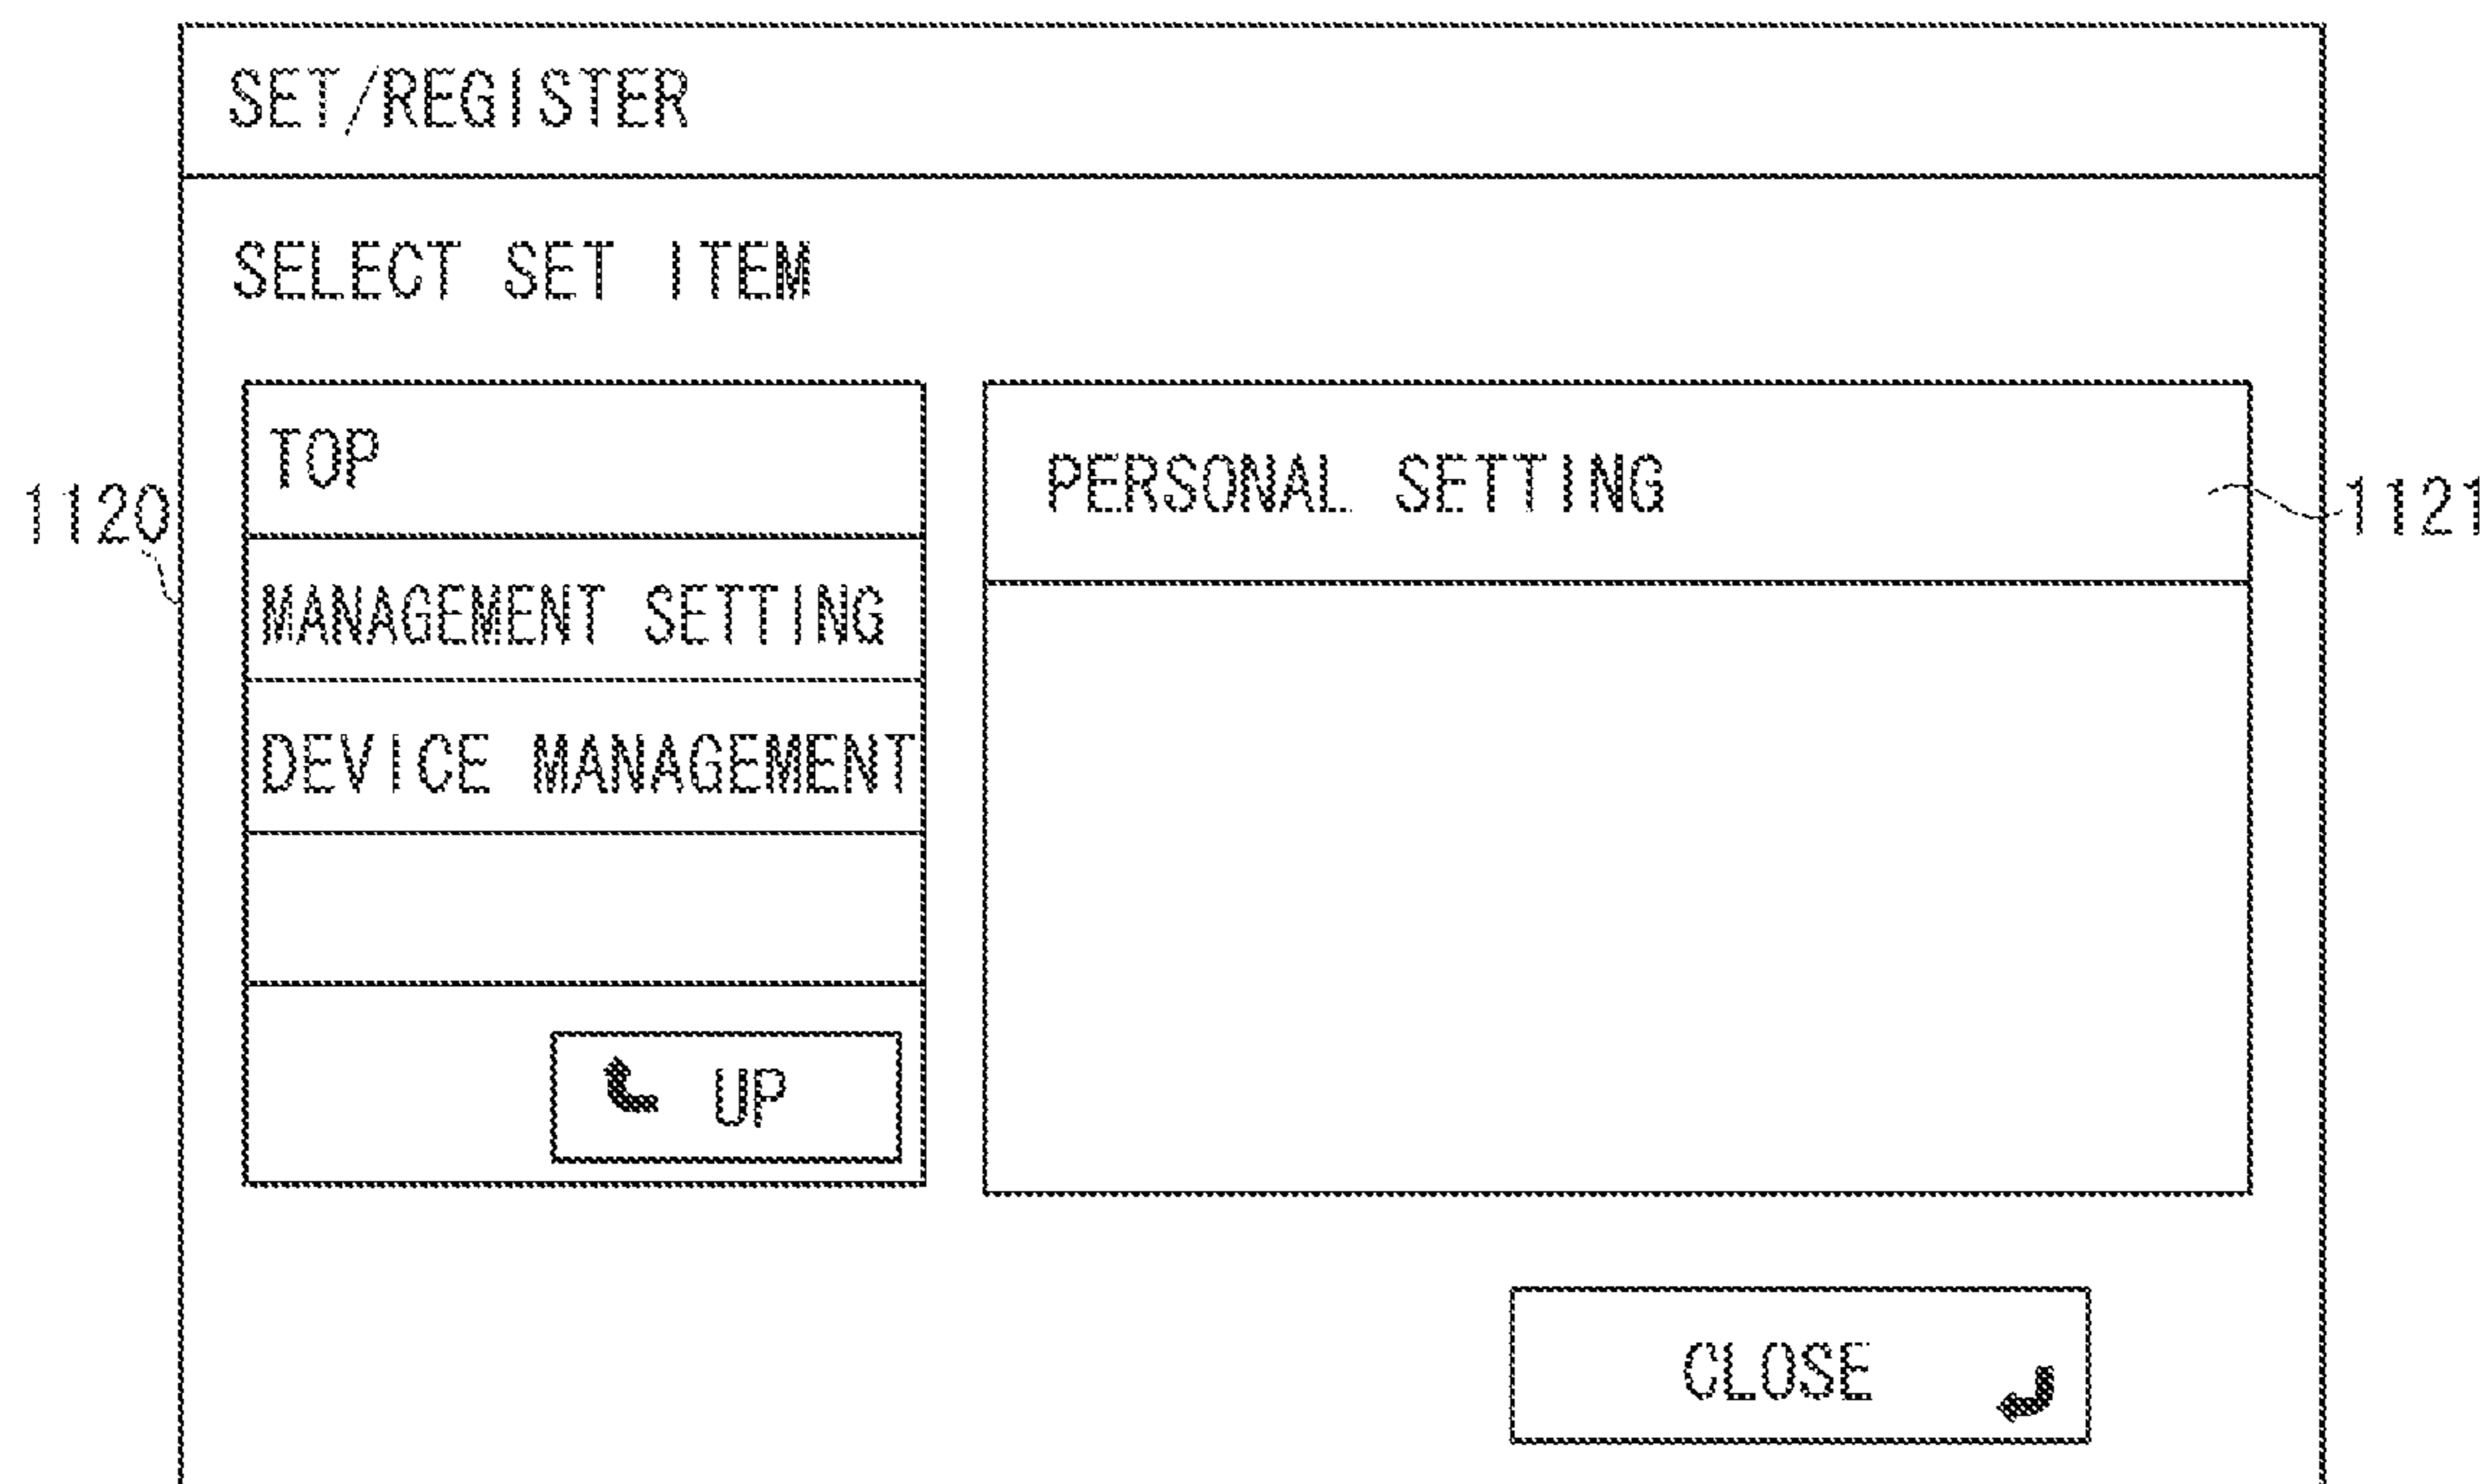 SET/REGISTER
SELECT SET ITEM
TOP
MANAGEMENT SETTING
DEVICE MANAGEMENT
UP
1120
PERSONAL SETTING
1121
CLOSE